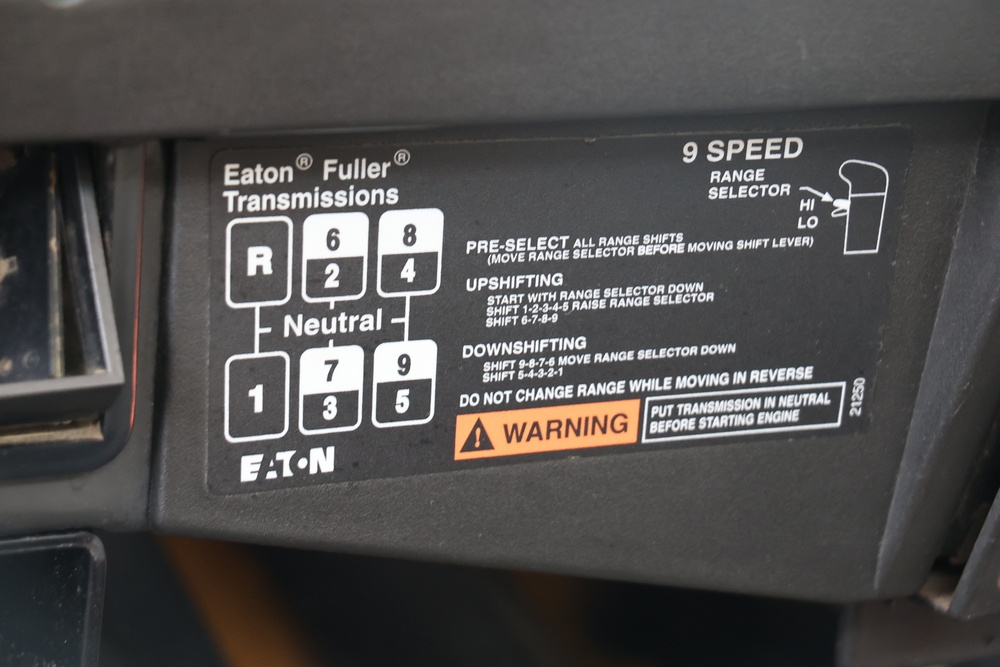 Eaton® Fuller®
Transmissions
R 6 8
2 4
Neutral
1 7 9
3 5
EATON
9 SPEED
RANGE
SELECTOR
HI
LO
PRE-SELECT ALL RANGE SHIFTS
(MOVE RANGE SELECTOR BEFORE MOVING SHIFT LEVER)
UPSHIFTING
START WITH RANGE SELECTOR DOWN
SHIFT 1-2-3-4-5 RAISE RANGE SELECTOR
SHIFT 6-7-8-9
DOWNSHIFTING
SHIFT 9-8-7-6 MOVE RANGE SELECTOR DOWN
SHIFT 5-4-3-2-1
DO NOT CHANGE RANGE WHILE MOVING IN REVERSE
WARNING
PUT TRANSMISSION IN NEUTRAL
BEFORE STARTING ENGINE
21250